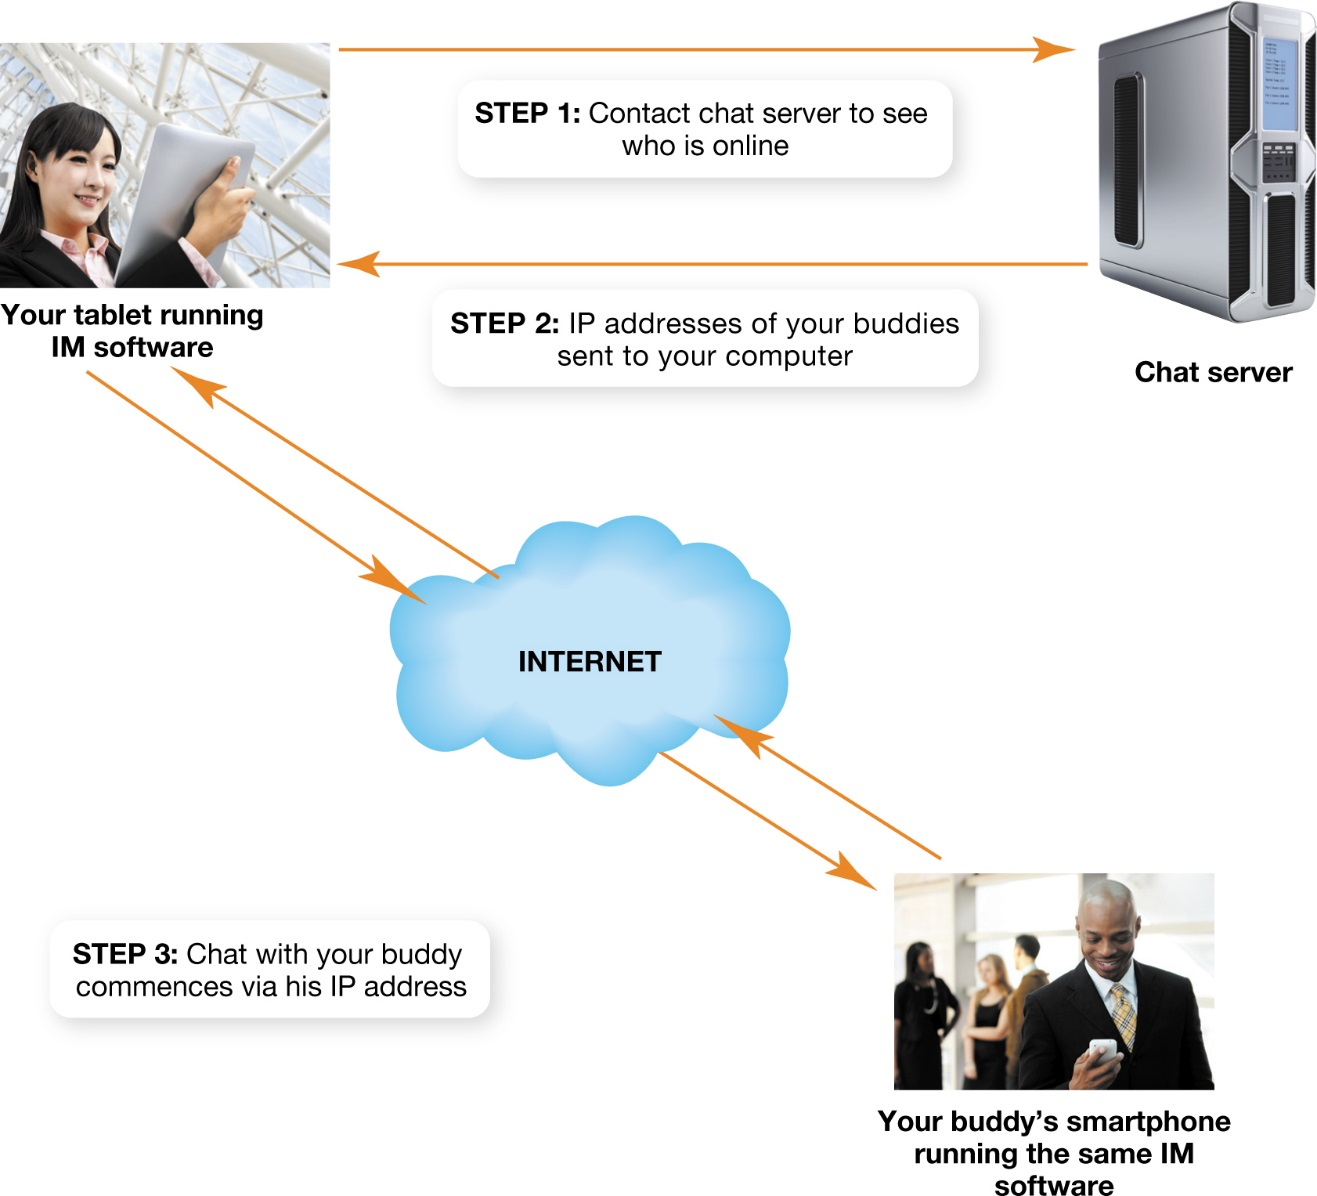 STEP 1: Contact chat server to see
who is online
Your tablet running
IM software
STEP 2: IP addresses of your buddies
sent to your computer
Chat server
INTERNET
STEP 3: Chat with your buddy
commences via his IP address
Your buddy’s smartphone
running the same IM
software